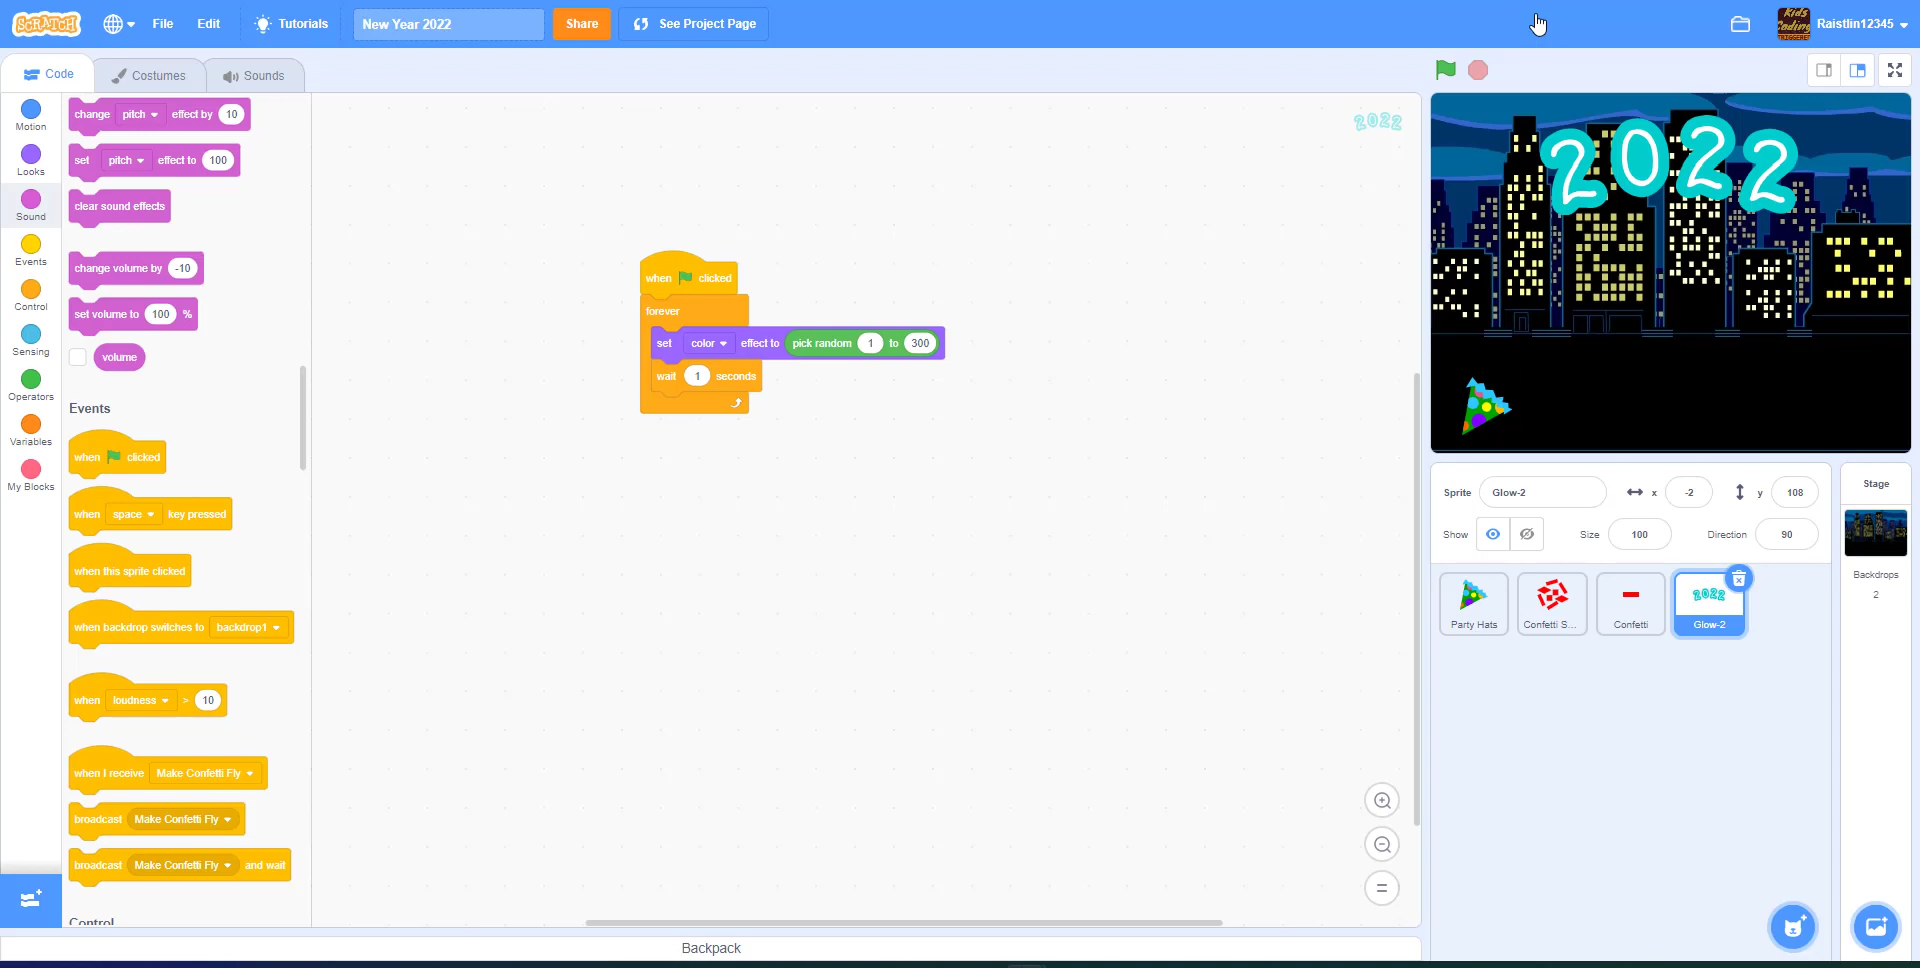 SCRATCH
File
Edit
Tutorials
New Year 2022
Share
See Project Page
Kids
Coding
TRIGGERED
Raistlin12345
Code
Costumes
Sounds
Motion
Looks
Sound
Events
Control
Sensing
Operators
Variables
My Blocks
change pitch effect by 10
set pitch effect to 100
clear sound effects
change volume by -10
set volume to 100 %
volume
Events
when clicked
when space key pressed
when this sprite clicked
when backdrop switches to backdrop1
when loudness > 10
when I receive Make Confetti Fly
broadcast Make Confetti Fly
broadcast Make Confetti Fly and wait
Control
when clicked
forever
set color effect to pick random 1 to 300
wait 1 seconds
2022
2022
Sprite Glow-2 x -2 y 108
Show Size 100 Direction 90
Party Hats
Confetti S...
Confetti
2022
Glow-2
Stage
Backdrops
2
Backpack